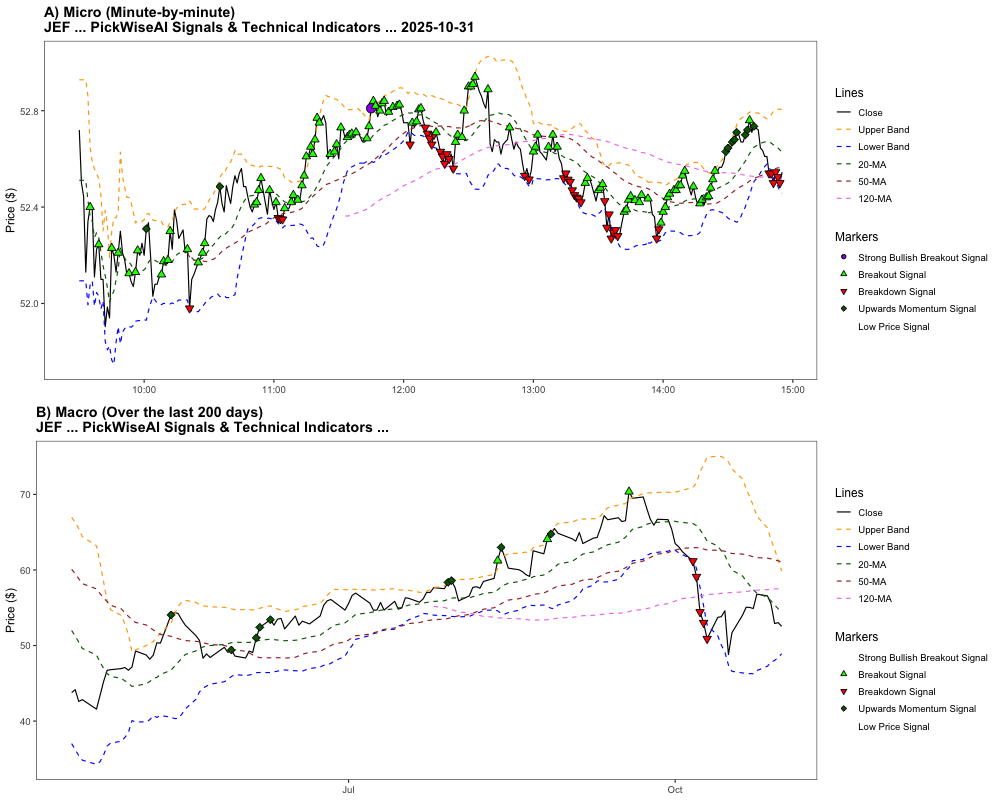 A) Micro (Minute-by-minute)
JEF ... PickWiseAI Signals & Technical Indicators ... 2025-10-31
Price ($)
52.8
52.4
52.0
10:00
11:00
12:00
13:00
14:00
15:00
Lines
Close
Upper Band
Lower Band
20-MA
50-MA
120-MA
Markers
Strong Bullish Breakout Signal
Breakout Signal
Breakdown Signal
Upwards Momentum Signal
Low Price Signal
B) Macro (Over the last 200 days)
JEF ... PickWiseAI Signals & Technical Indicators ...
Price ($)
70
60
50
40
Jul
Oct
Lines
Close
Upper Band
Lower Band
20-MA
50-MA
120-MA
Markers
Strong Bullish Breakout Signal
Breakout Signal
Breakdown Signal
Upwards Momentum Signal
Low Price Signal